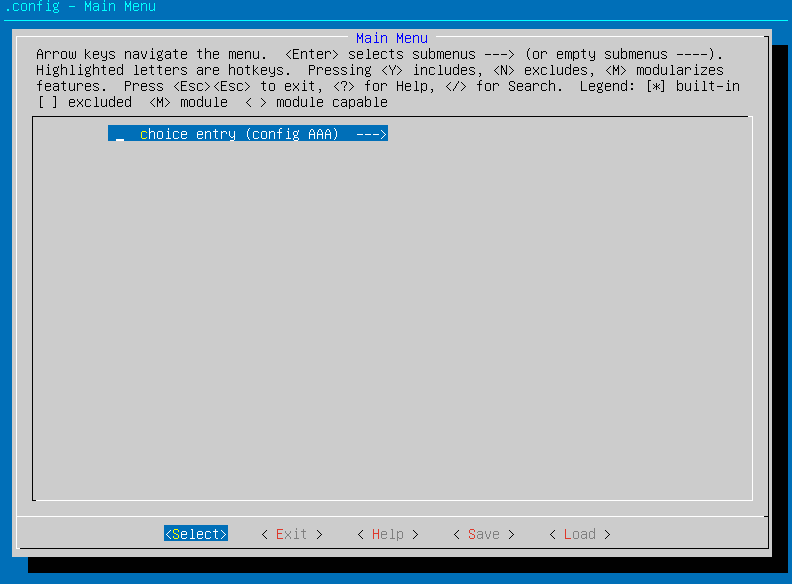 .config - Main Menu
Main Menu
Arrow keys navigate the menu.  <Enter> selects submenus ---> (or empty submenus ----).
Highlighted letters are hotkeys.  Pressing <Y> includes, <N> excludes, <M> modularizes
features.  Press <Esc><Esc> to exit, <?> for Help, </> for Search.  Legend: [*] built-in
[ ] excluded  <M> module  < > module capable
choice entry (config AAA)  --->
<Select>    < Exit >    < Help >    < Save >    < Load >